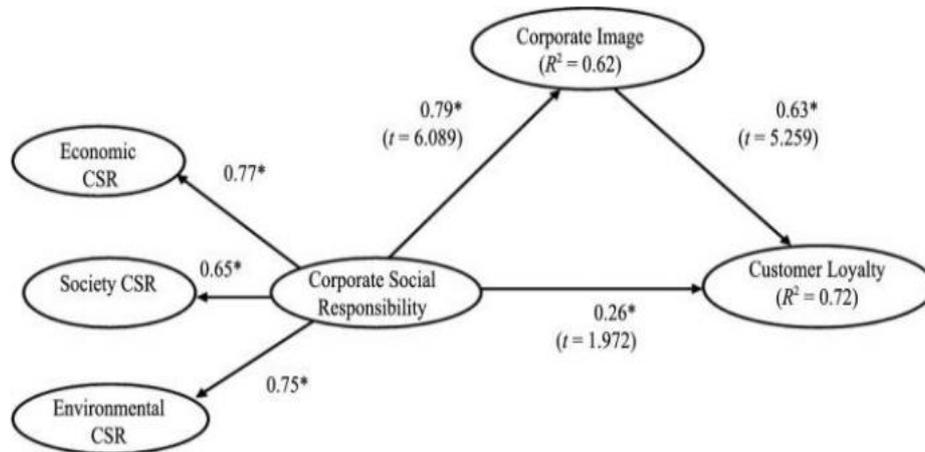 Corporate Image
(R² = 0.62)
0.79*
(t = 6.089)
0.63*
(t = 5.259)
Economic
CSR
0.77*
Society CSR
0.65*
Corporate Social
Responsibility
Customer Loyalty
(R² = 0.72)
0.26*
(t = 1.972)
0.75*
Environmental
CSR